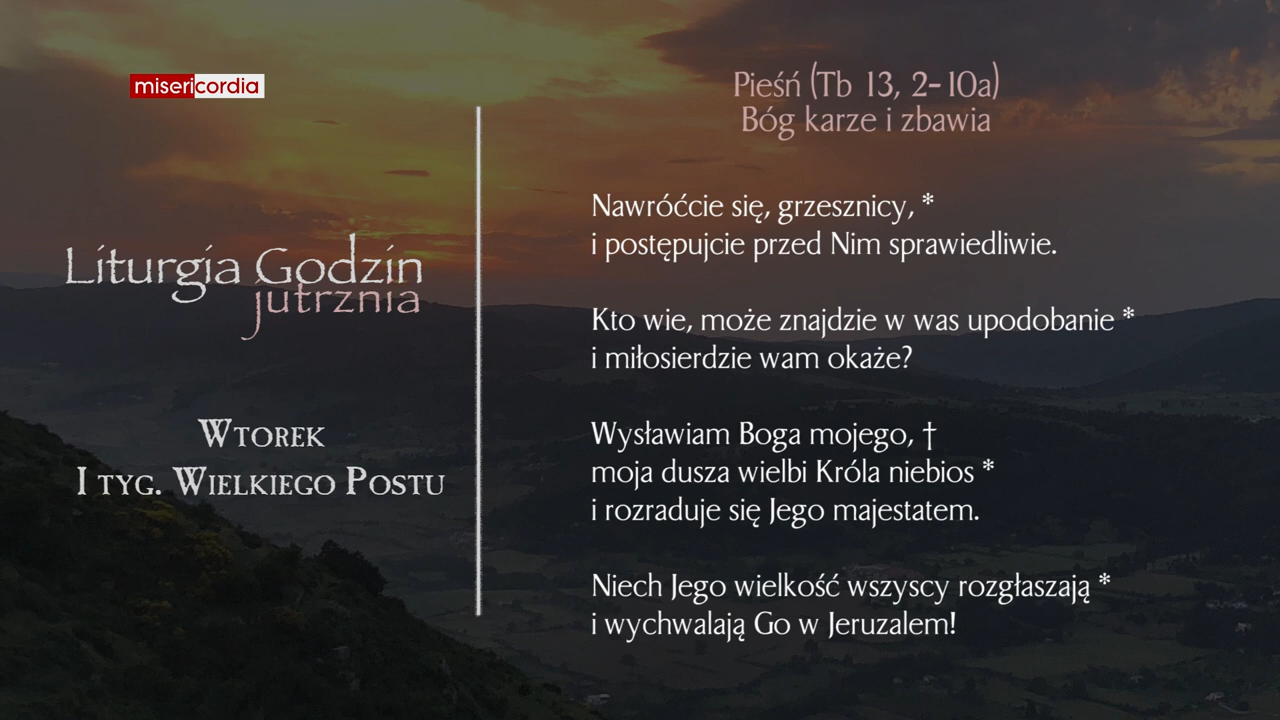 misericordia
Liturgia Godzin
jutrznia
Wtorek
I tyg. Wielkiego Postu
Pieśń (Tb 13, 2-10a)
Bóg karze i zbawia
Nawróćcie się, grzesznicy, *
i postępujcie przed Nim sprawiedliwie.
Kto wie, może znajdzie w was upodobanie *
i miłosierdzie wam okaże?
Wysławiam Boga mojego, †
moja dusza wielbi Króla niebios *
i rozraduje się Jego majestatem.
Niech Jego wielkość wszyscy rozgłaszają *
i wychwalają Go w Jeruzalem!